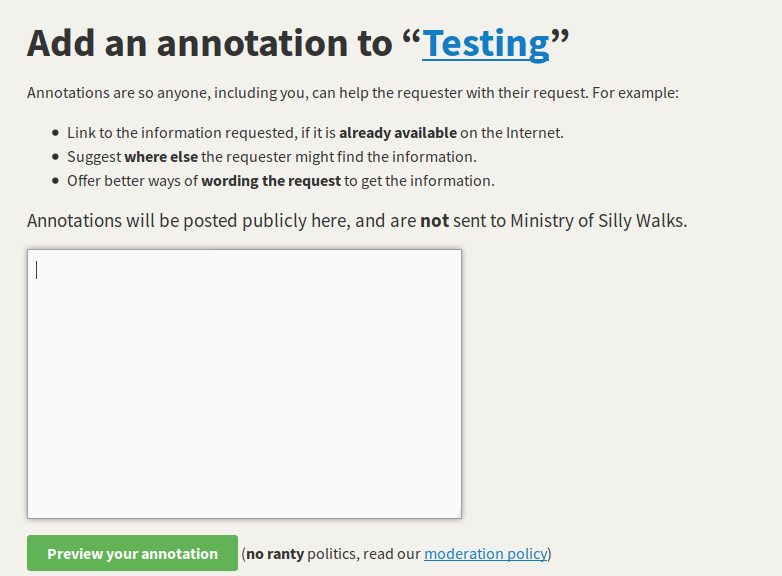 Add an annotation to “Testing”
Annotations are so anyone, including you, can help the requester with their request. For example:
• Link to the information requested, if it is already available on the Internet.
• Suggest where else the requester might find the information.
• Offer better ways of wording the request to get the information.
Annotations will be posted publicly here, and are not sent to Ministry of Silly Walks.
Preview your annotation (no ranty politics, read our moderation policy)